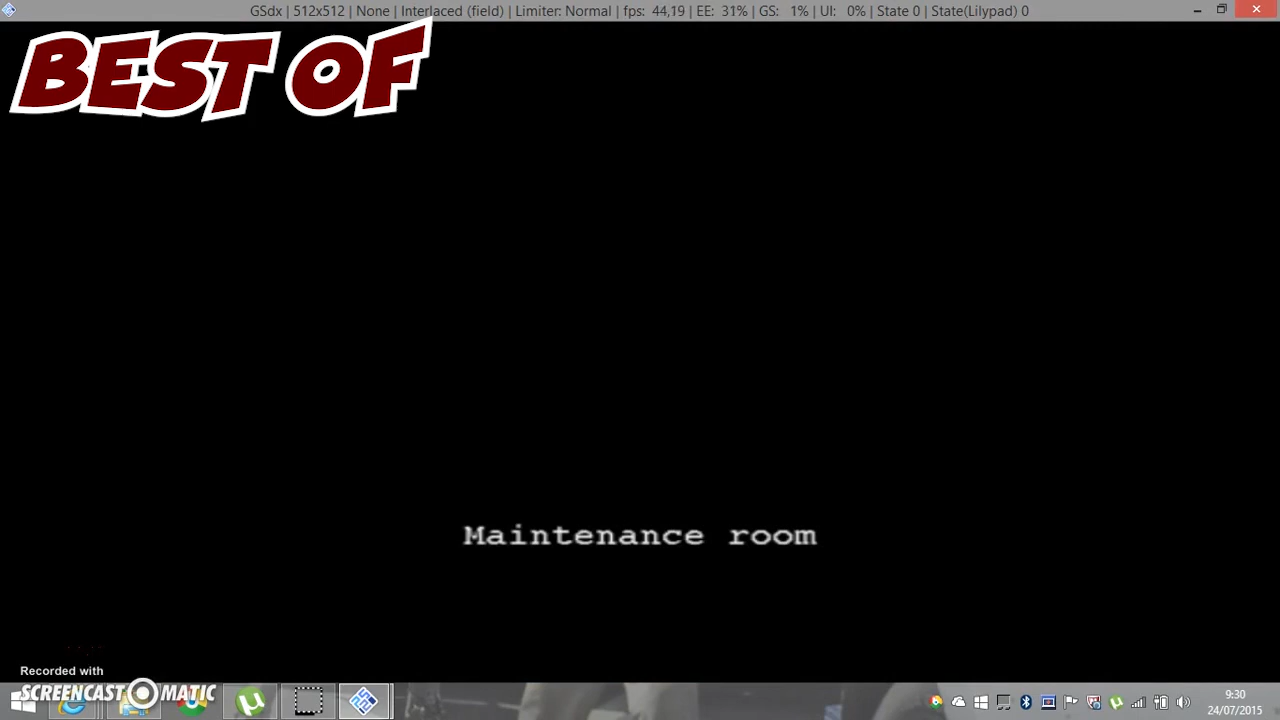 GSdx | 512x512 | None | Interlaced (field) | Limiter: Normal | fps: 44,19 | EE: 31% | GS: 1% | UI: 0% | State 0 | State(Lilypad) 0
BEST OF
Maintenance room
Recorded with
SCREENCAST MATIC
9:30
24/07/2015